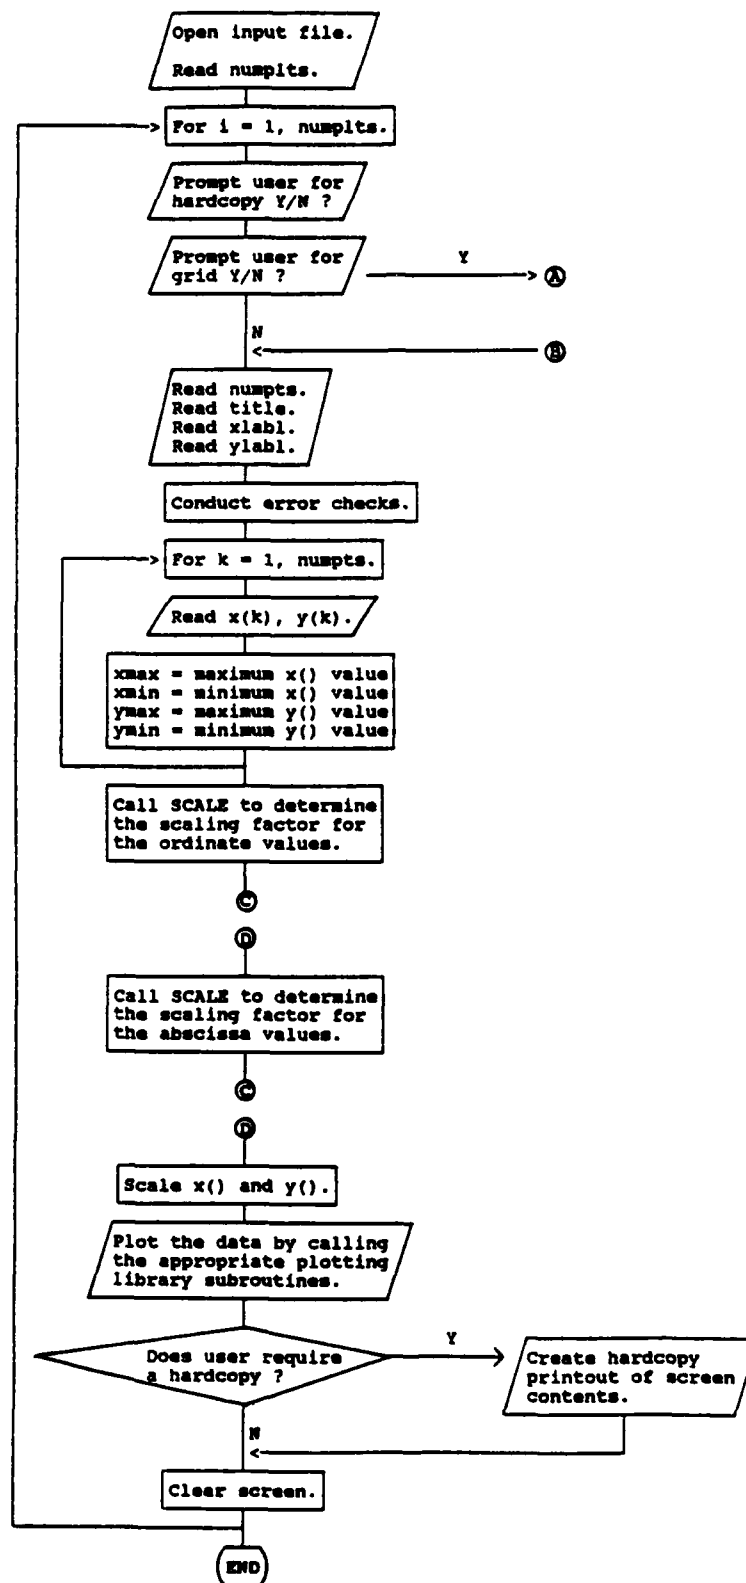 Open input file.
Read numplts.
For i = 1, numplts.
Prompt user for
hardcopy Y/N ?
Prompt user for
grid Y/N ?
Y
A
N
B
Read numpts.
Read title.
Read xlabl.
Read ylabl.
Conduct error checks.
For k = 1, numpts.
Read x(k), y(k).
xmax = maximum x() value
xmin = minimum x() value
ymax = maximum y() value
ymin = minimum y() value
Call SCALE to determine
the scaling factor for
the ordinate values.
C
D
Call SCALE to determine
the scaling factor for
the abscissa values.
C
D
Scale x() and y().
Plot the data by calling
the appropriate plotting
library subroutines.
Does user require
a hardcopy ?
Y
Create hardcopy
printout of screen
contents.
N
Clear screen.
END